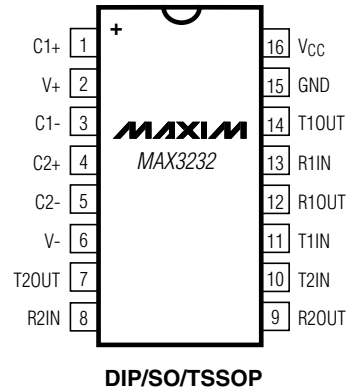 +
C1+ 1 16 VCC
V+ 2 15 GND
C1- 3 MAXIM 14 T1OUT
C2+ 4 MAX3232 13 R1IN
C2- 5 12 R1OUT
V- 6 11 T1IN
T2OUT 7 10 T2IN
R2IN 8 9 R2OUT
DIP/SO/TSSOP